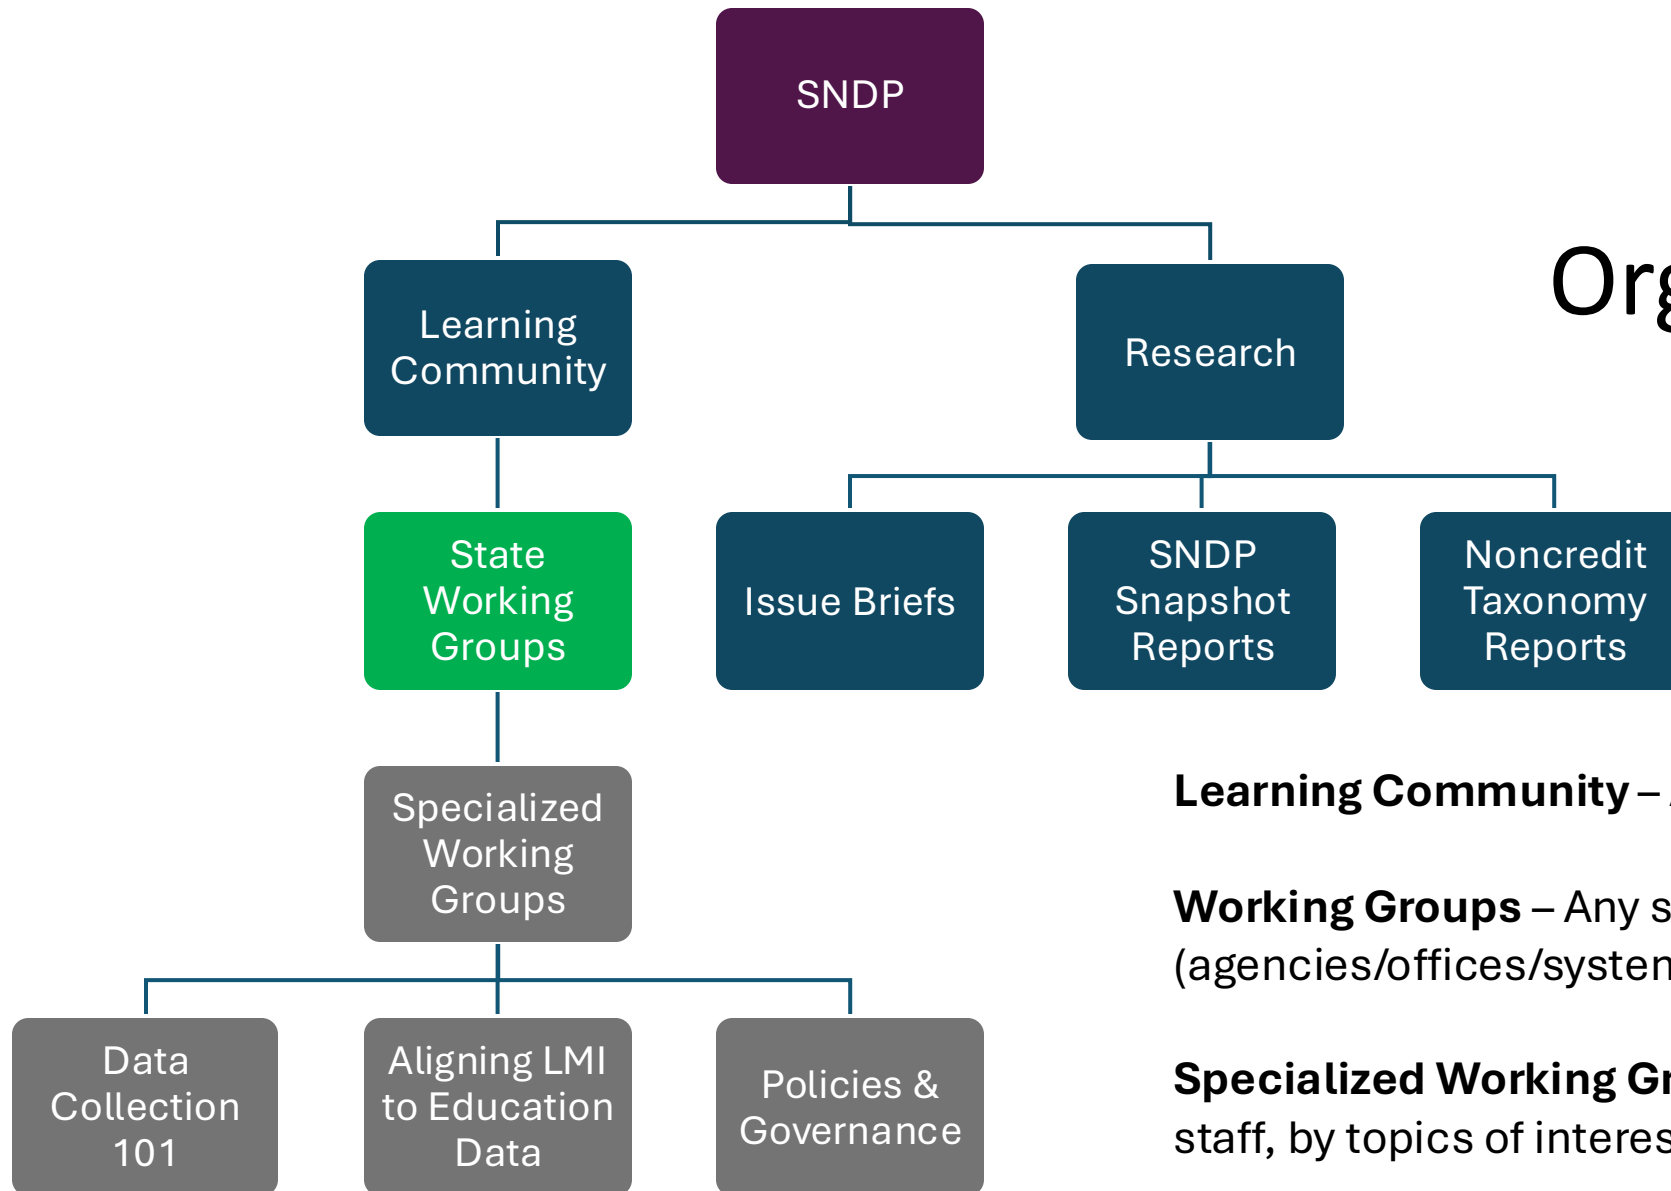 SNDP
Org
Learning
Community
Research
State
Working
Groups
Issue Briefs
SNDP
Snapshot
Reports
Noncredit
Taxonomy
Reports
Specialized
Working
Groups
Learning Community –
Working Groups – Any s
(agencies/offices/system
Specialized Working Gr
staff, by topics of interes
Data
Collection
101
Aligning LMI
to Education
Data
Policies &
Governance